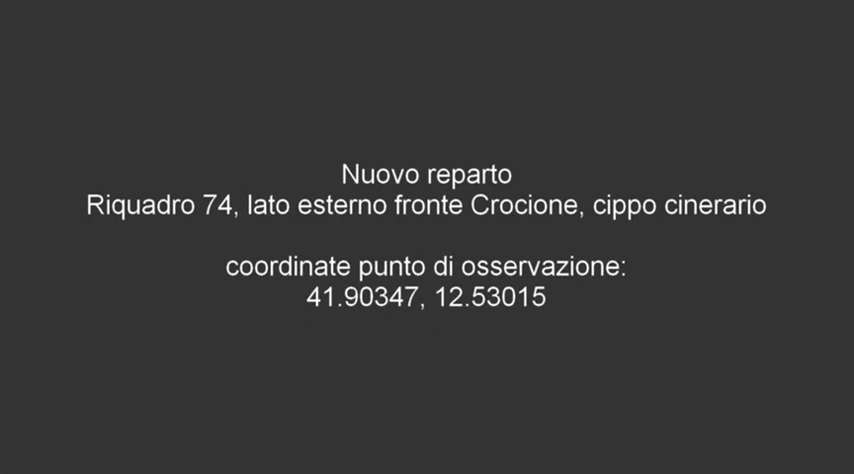 Nuovo reparto
Riquadro 74, lato esterno fronte Crocione, cippo cinerario
coordinate punto di osservazione:
41.90347, 12.53015